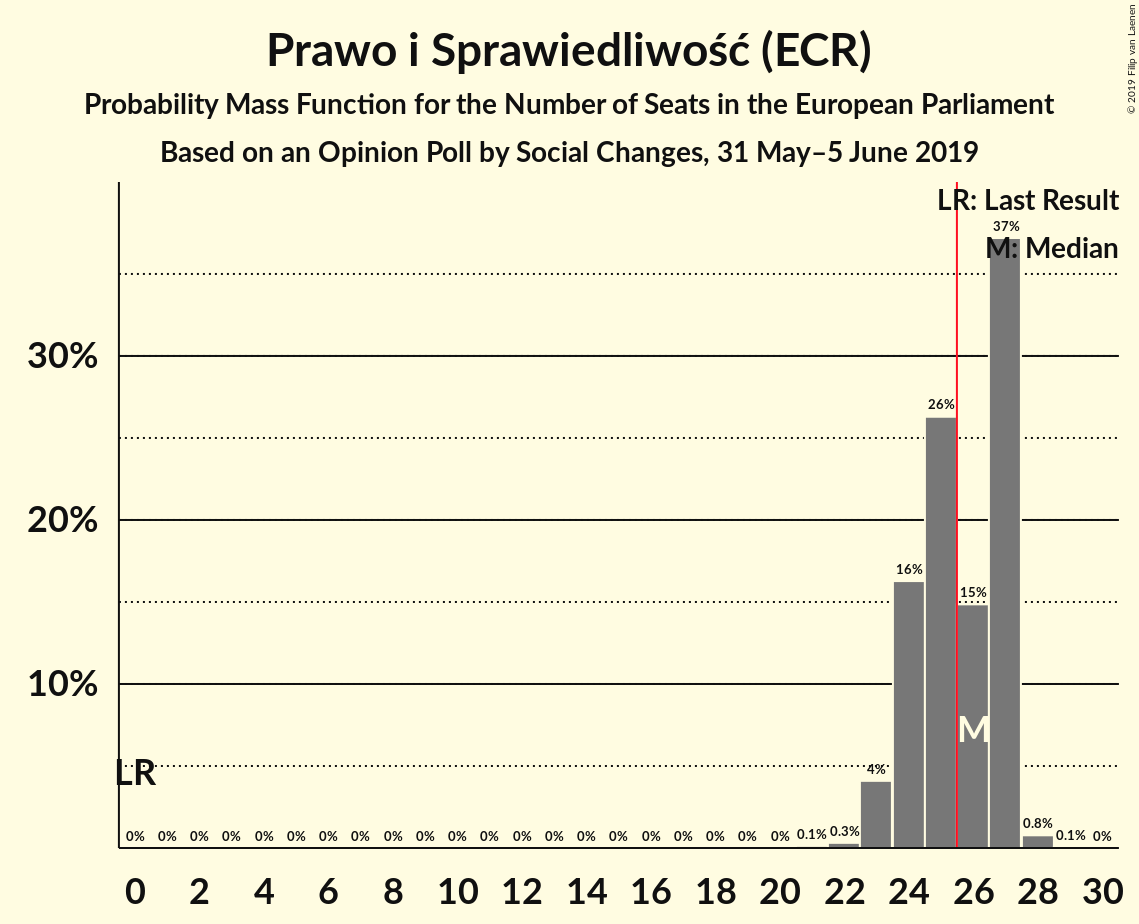 Prawo i Sprawiedliwość (ECR)
Probability Mass Function for the Number of Seats in the European Parliament
Based on an Opinion Poll by Social Changes, 31 May–5 June 2019
© 2019 Filip van Laenen
LR: Last Result
M: Median
37%
30%
26%
20%
16%
15%
10%
M
LR
4%
0% 0% 0% 0% 0% 0% 0% 0% 0% 0% 0% 0% 0% 0% 0% 0% 0% 0% 0% 0% 0% 0.1% 0.3% 0.8% 0.1% 0%
0 2 4 6 8 10 12 14 16 18 20 22 24 26 28 30